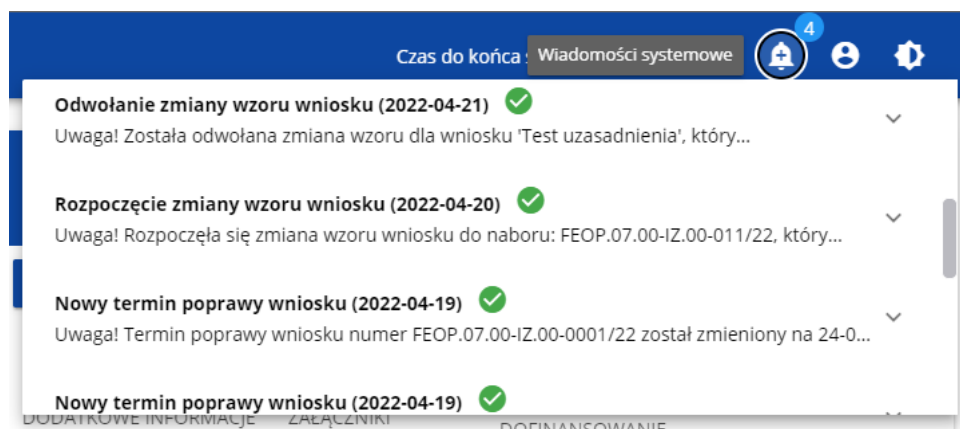 4
Czas do końca Wiadomości systemowe
Odwołanie zmiany wzoru wniosku (2022-04-21)
Uwaga! Została odwołana zmiana wzoru dla wniosku 'Test uzasadnienia', który...
Rozpoczęcie zmiany wzoru wniosku (2022-04-20)
Uwaga! Rozpoczęła się zmiana wzoru wniosku do naboru: FEOP.07.00-IZ.00-011/22, który...
Nowy termin poprawy wniosku (2022-04-19)
Uwaga! Termin poprawy wniosku numer FEOP.07.00-IZ.00-0001/22 został zmieniony na 24-0...
Nowy termin poprawy wniosku (2022-04-19)
DODATKOWE INFORMACJE ZAŁĄCZNIKI DOFINANSOWANIE